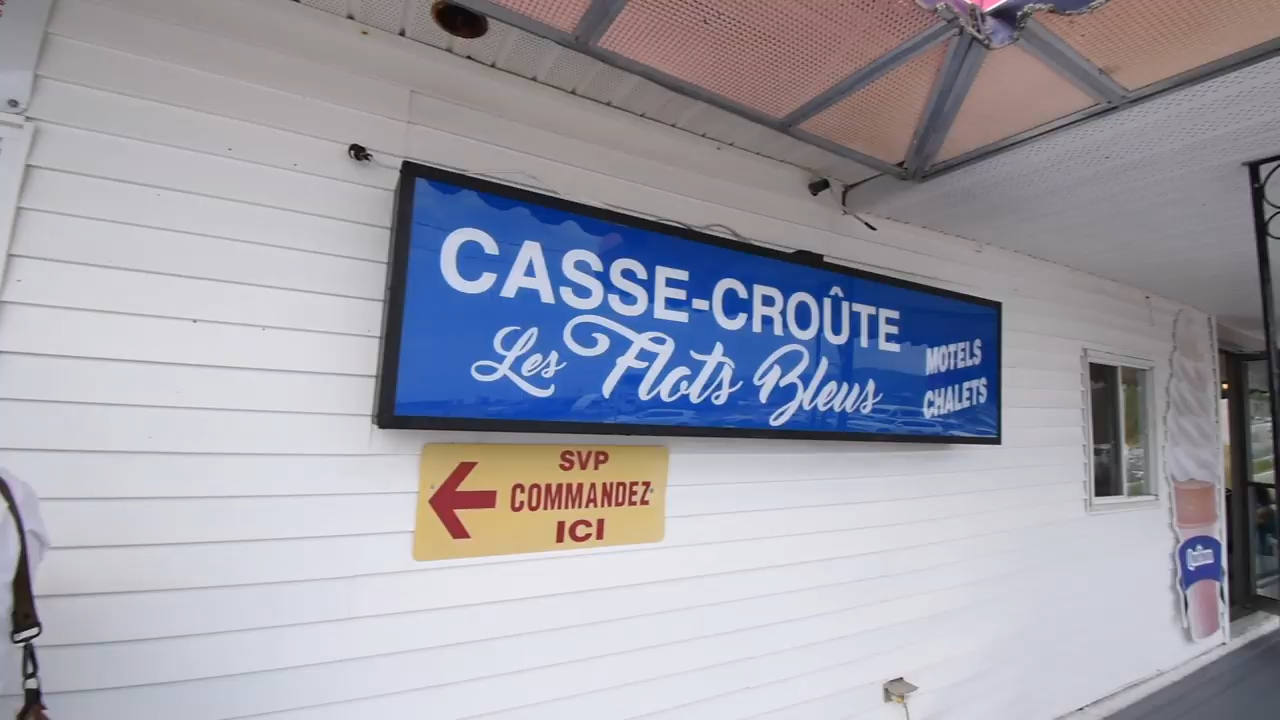 CASSE-CROÛTE
Les Flots Bleus
MOTELS
CHALETS
SVP
COMMANDEZ
ICI